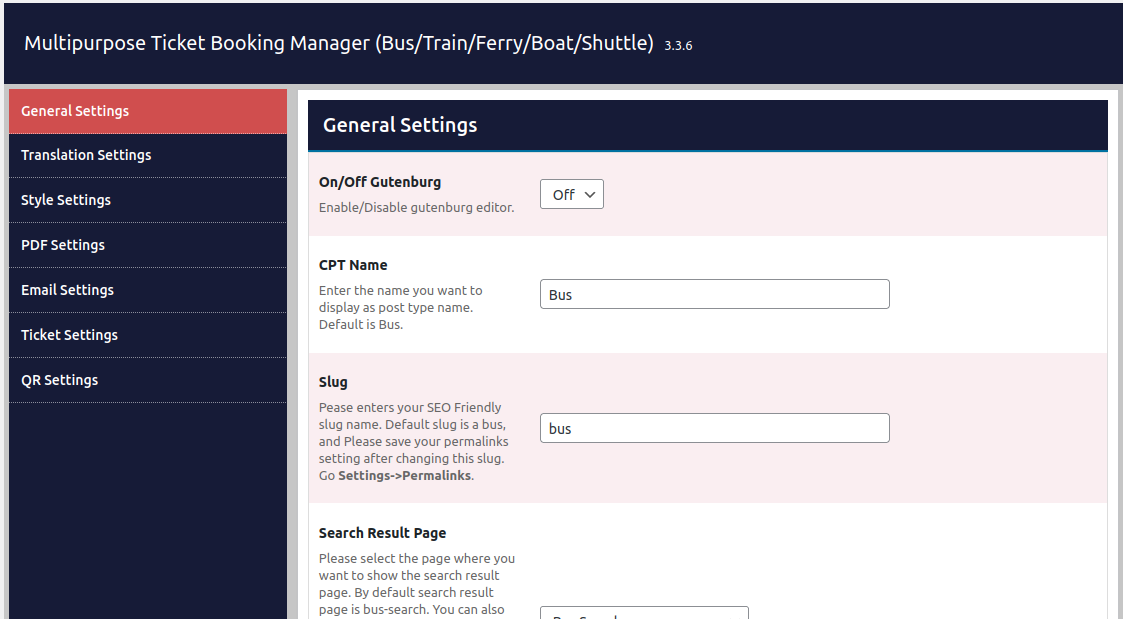 Multipurpose Ticket Booking Manager (Bus/Train/Ferry/Boat/Shuttle) 3.3.6
General Settings
Translation Settings
Style Settings
PDF Settings
Email Settings
Ticket Settings
QR Settings
General Settings
On/Off Gutenburg
Enable/Disable gutenburg editor.
Off
CPT Name
Enter the name you want to
display as post type name.
Default is Bus.
Bus
Slug
Pease enters your SEO Friendly
slug name. Default slug is a bus,
and Please save your permalinks
setting after changing this slug.
Go Settings->Permalinks.
bus
Search Result Page
Please select the page where you
want to show the search result
page. By default search result
page is bus-search. You can also